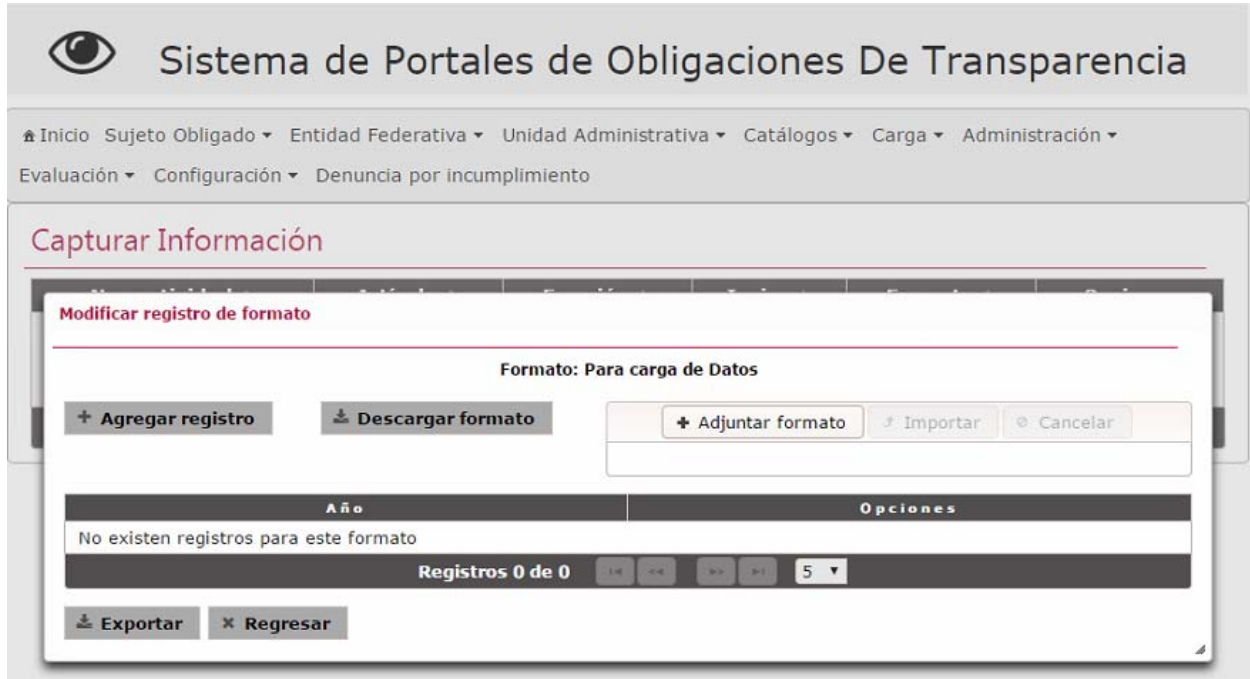 Sistema de Portales de Obligaciones De Transparencia
Inicio Sujeto Obligado Entidad Federativa Unidad Administrativa Catálogos Carga Administración
Evaluación Configuración Denuncia por incumplimiento
Capturar Información
Modificar registro de formato
Formato: Para carga de Datos
Agregar registro Descargar formato Adjuntar formato Importar Cancelar
Año Opciones
No existen registros para este formato
Registros 0 de 0 5
Exportar Regresar